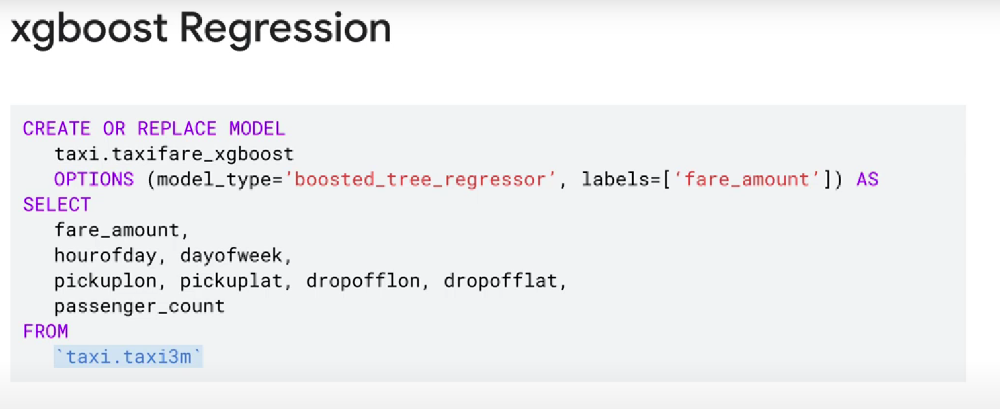 xgboost Regression
CREATE OR REPLACE MODEL
taxi.taxifare_xgboost
OPTIONS (model_type='boosted_tree_regressor’, labels=[‘fare_amount’]) AS
SELECT
fare_amount,
hourofday, dayofweek,
pickuplon, pickuplat, dropofflon, dropofflat,
passenger_count
FROM
`taxi.taxi3m`